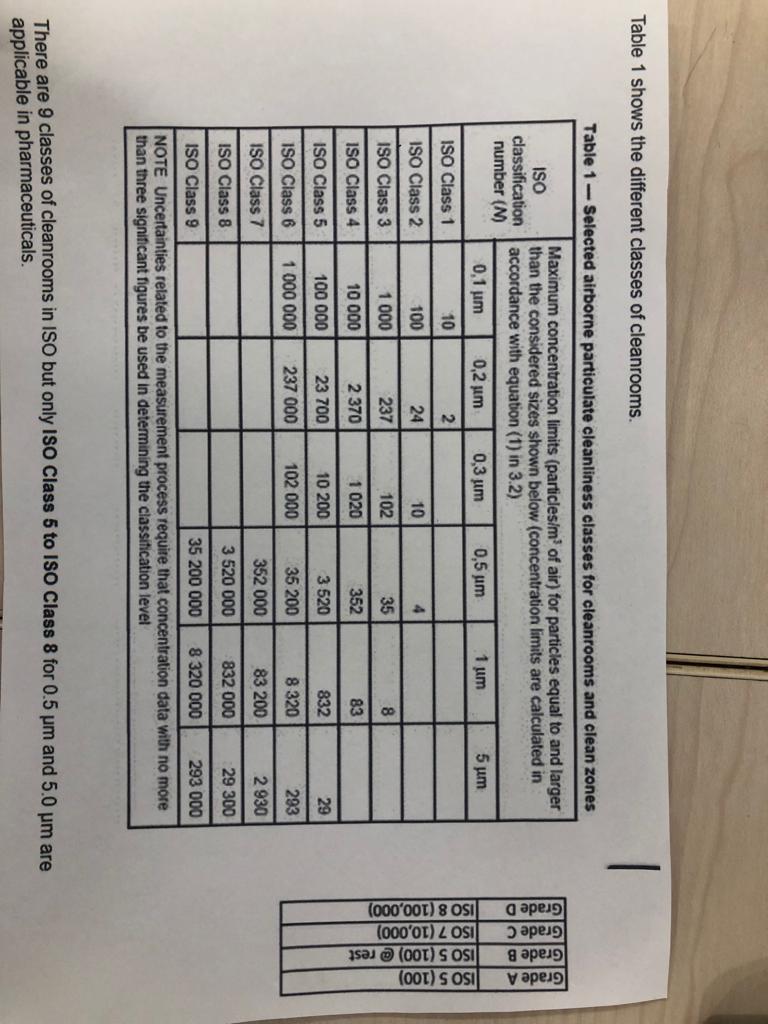 Table 1 shows the different classes of cleanrooms.
Table 1 — Selected airborne particulate cleanliness classes for cleanrooms and clean zones
ISO
classification
number (N)
Maximum concentration limits (particles/m³ of air) for particles equal to and larger
than the considered sizes shown below (concentration limits are calculated in
accordance with equation (1) in 3.2)
0,1 µm 0,2 µm 0,3 µm 0,5 µm 1 µm 5 µm
ISO Class 1 10 2
ISO Class 2 100 24 10 4
ISO Class 3 1 000 237 102 35 8
ISO Class 4 10 000 2 370 1 020 352 83
ISO Class 5 100 000 23 700 10 200 3 520 832 29
ISO Class 6 1 000 000 237 000 102 000 35 200 8 320 293
ISO Class 7 352 000 83 200 2 930
ISO Class 8 3 520 000 832 000 29 300
ISO Class 9 35 200 000 8 320 000 293 000
NOTE Uncertainties related to the measurement process require that concentration data with no more
than three significant figures be used in determining the classification level
Grade A ISO 5 (100)
Grade B ISO 5 (100) @ rest
Grade C ISO 7 (10,000)
Grade D ISO 8 (100,000)
There are 9 classes of cleanrooms in ISO but only ISO Class 5 to ISO Class 8 for 0.5 µm and 5.0 µm are
applicable in pharmaceuticals.